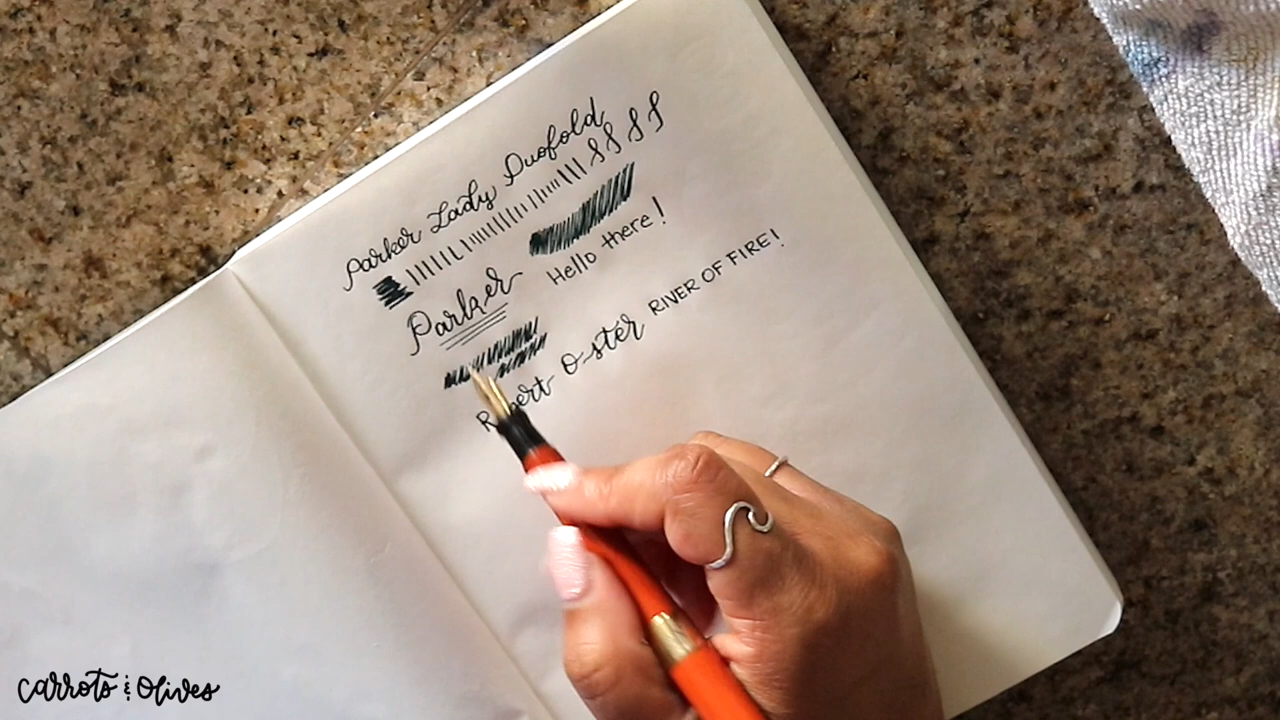 Parker Lady Duofold
Parker
Hello there!
Robert Oster RIVER OF FIRE!
Carrots & Olives